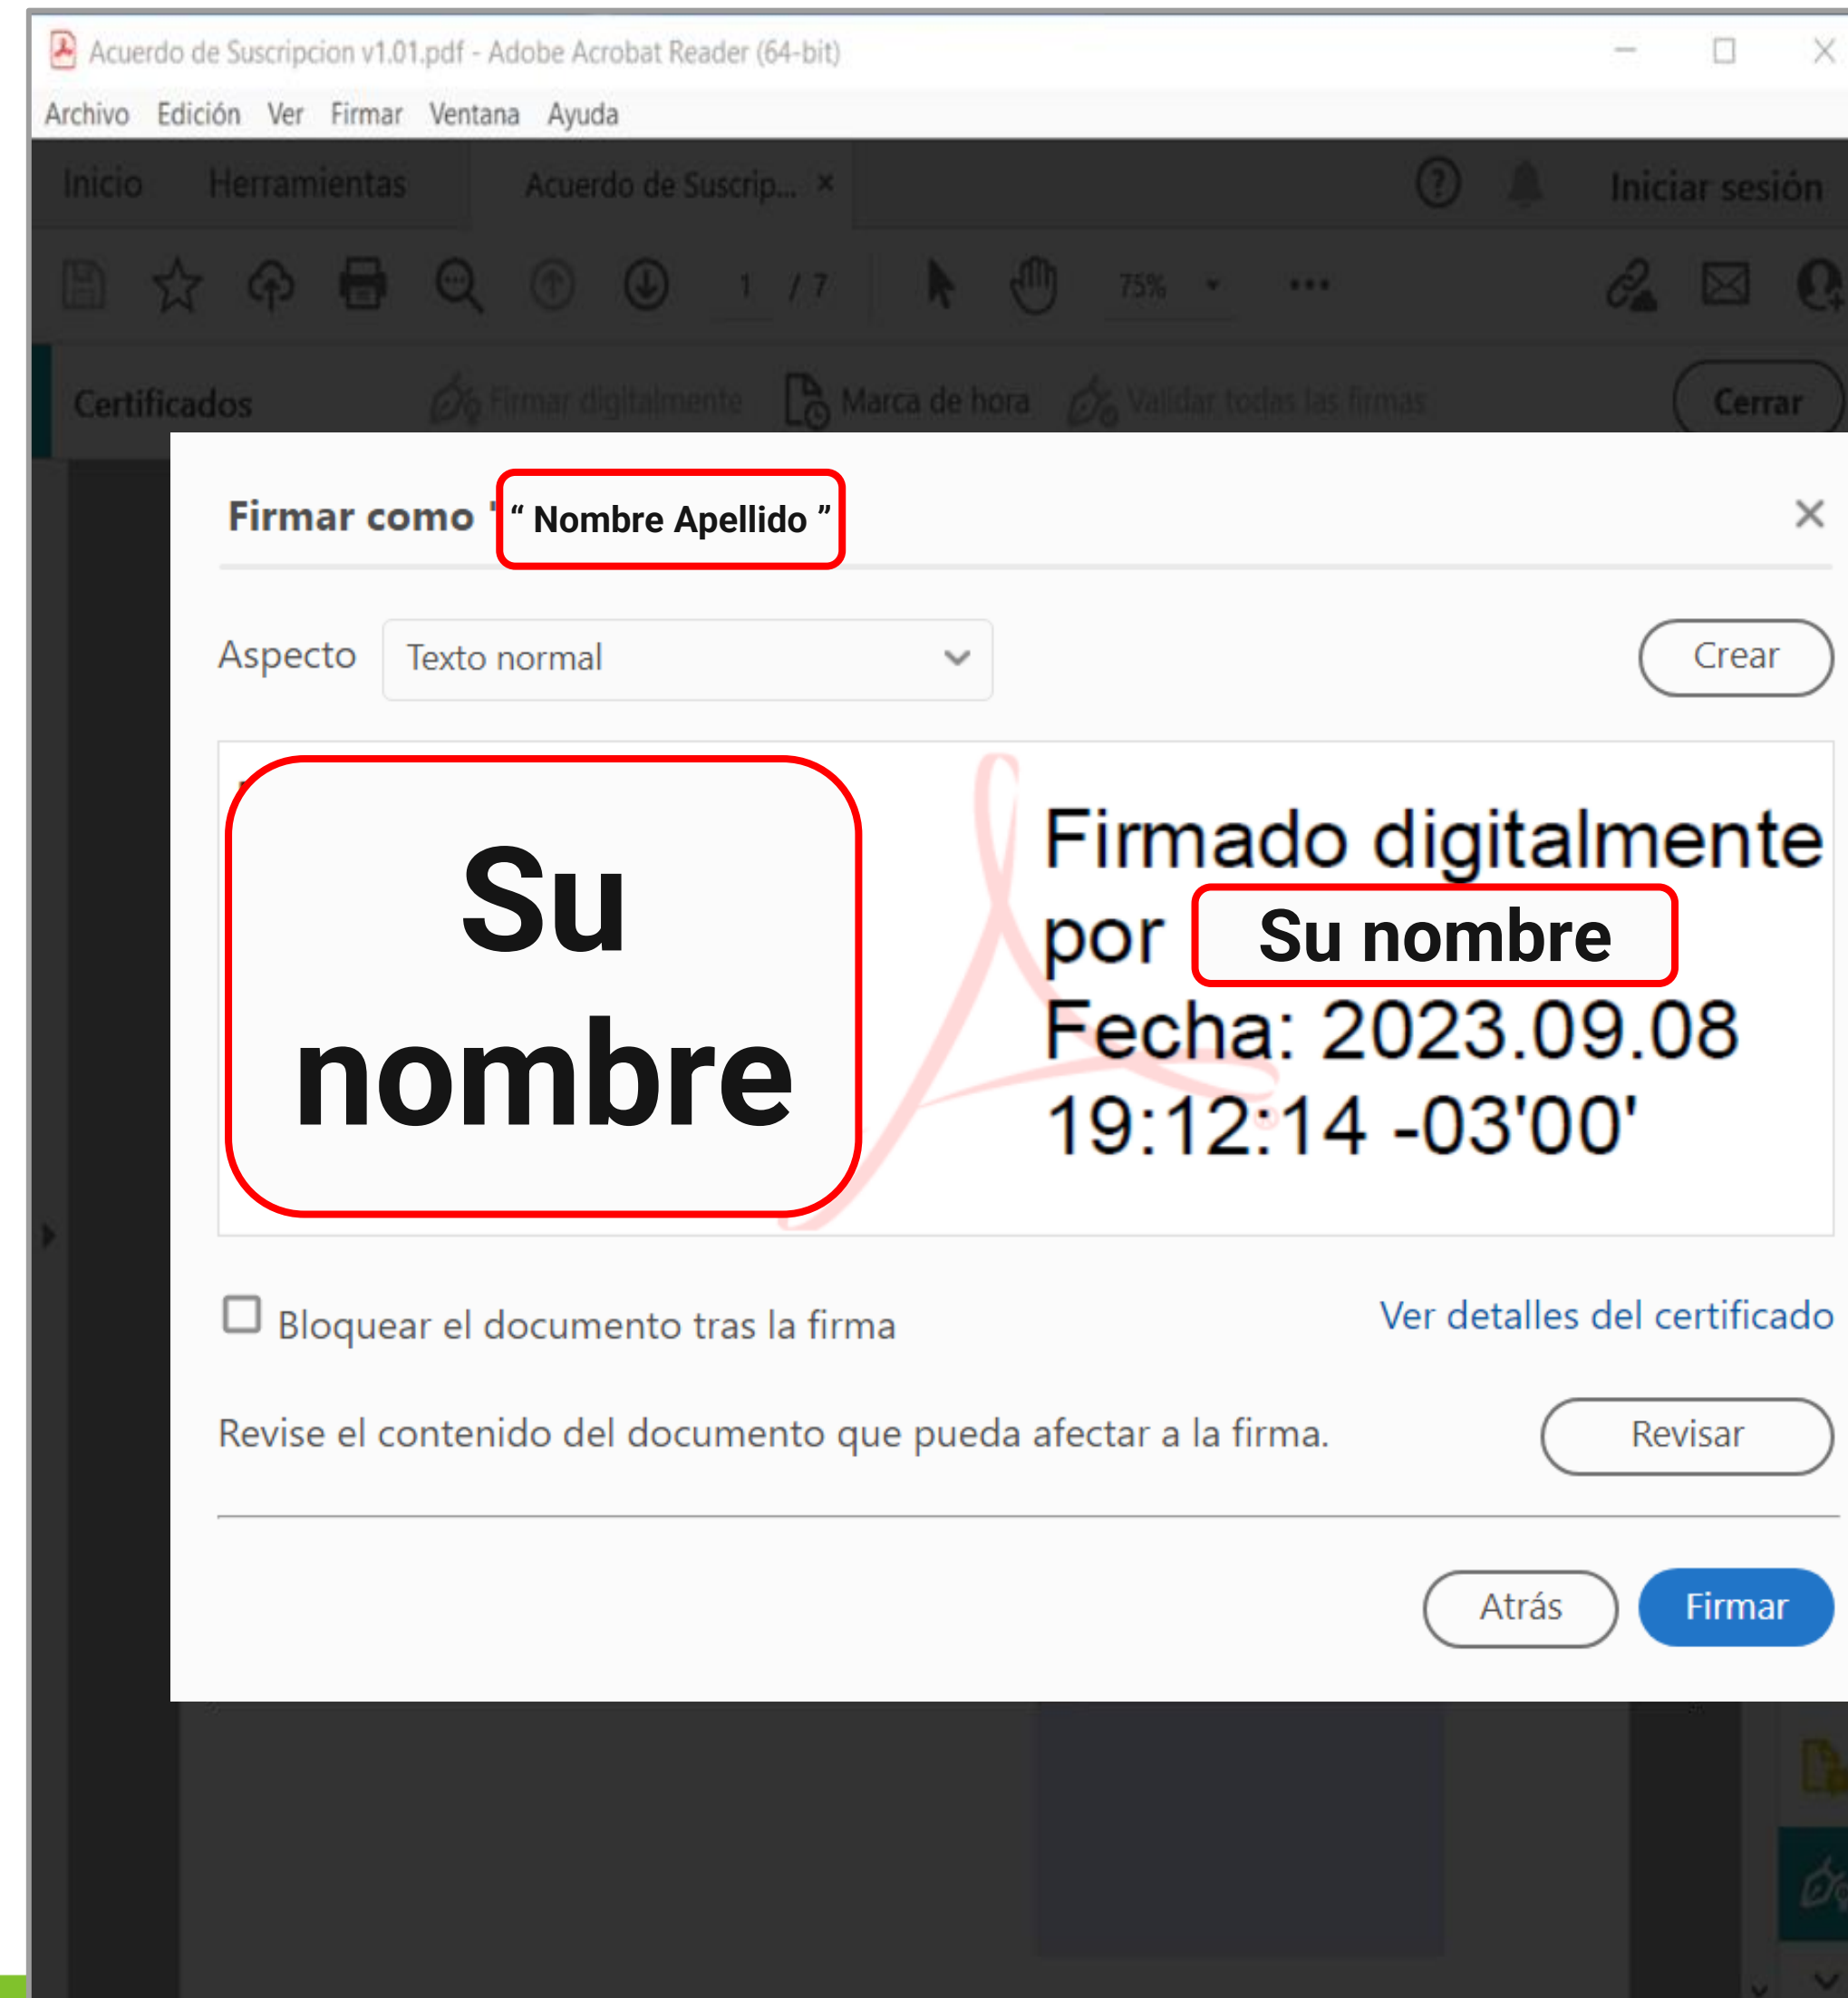 Acuerdo de Suscripcion v1.01.pdf - Adobe Acrobat Reader (64-bit)
Archivo Edición Ver Firmar Ventana Ayuda
Inicio Herramientas Acuerdo de Suscrip... × Iniciar sesión
1 / 7 75%
Certificados Firmar digitalmente Marca de hora Validar todas las firmas Cerrar
Firmar como '“ Nombre Apellido ”
Aspecto Texto normal Crear
Su
nombre
Firmado digitalmente
por Su nombre
Fecha: 2023.09.08
19:12:14 -03'00'
Bloquear el documento tras la firma Ver detalles del certificado
Revise el contenido del documento que pueda afectar a la firma. Revisar
Atrás Firmar